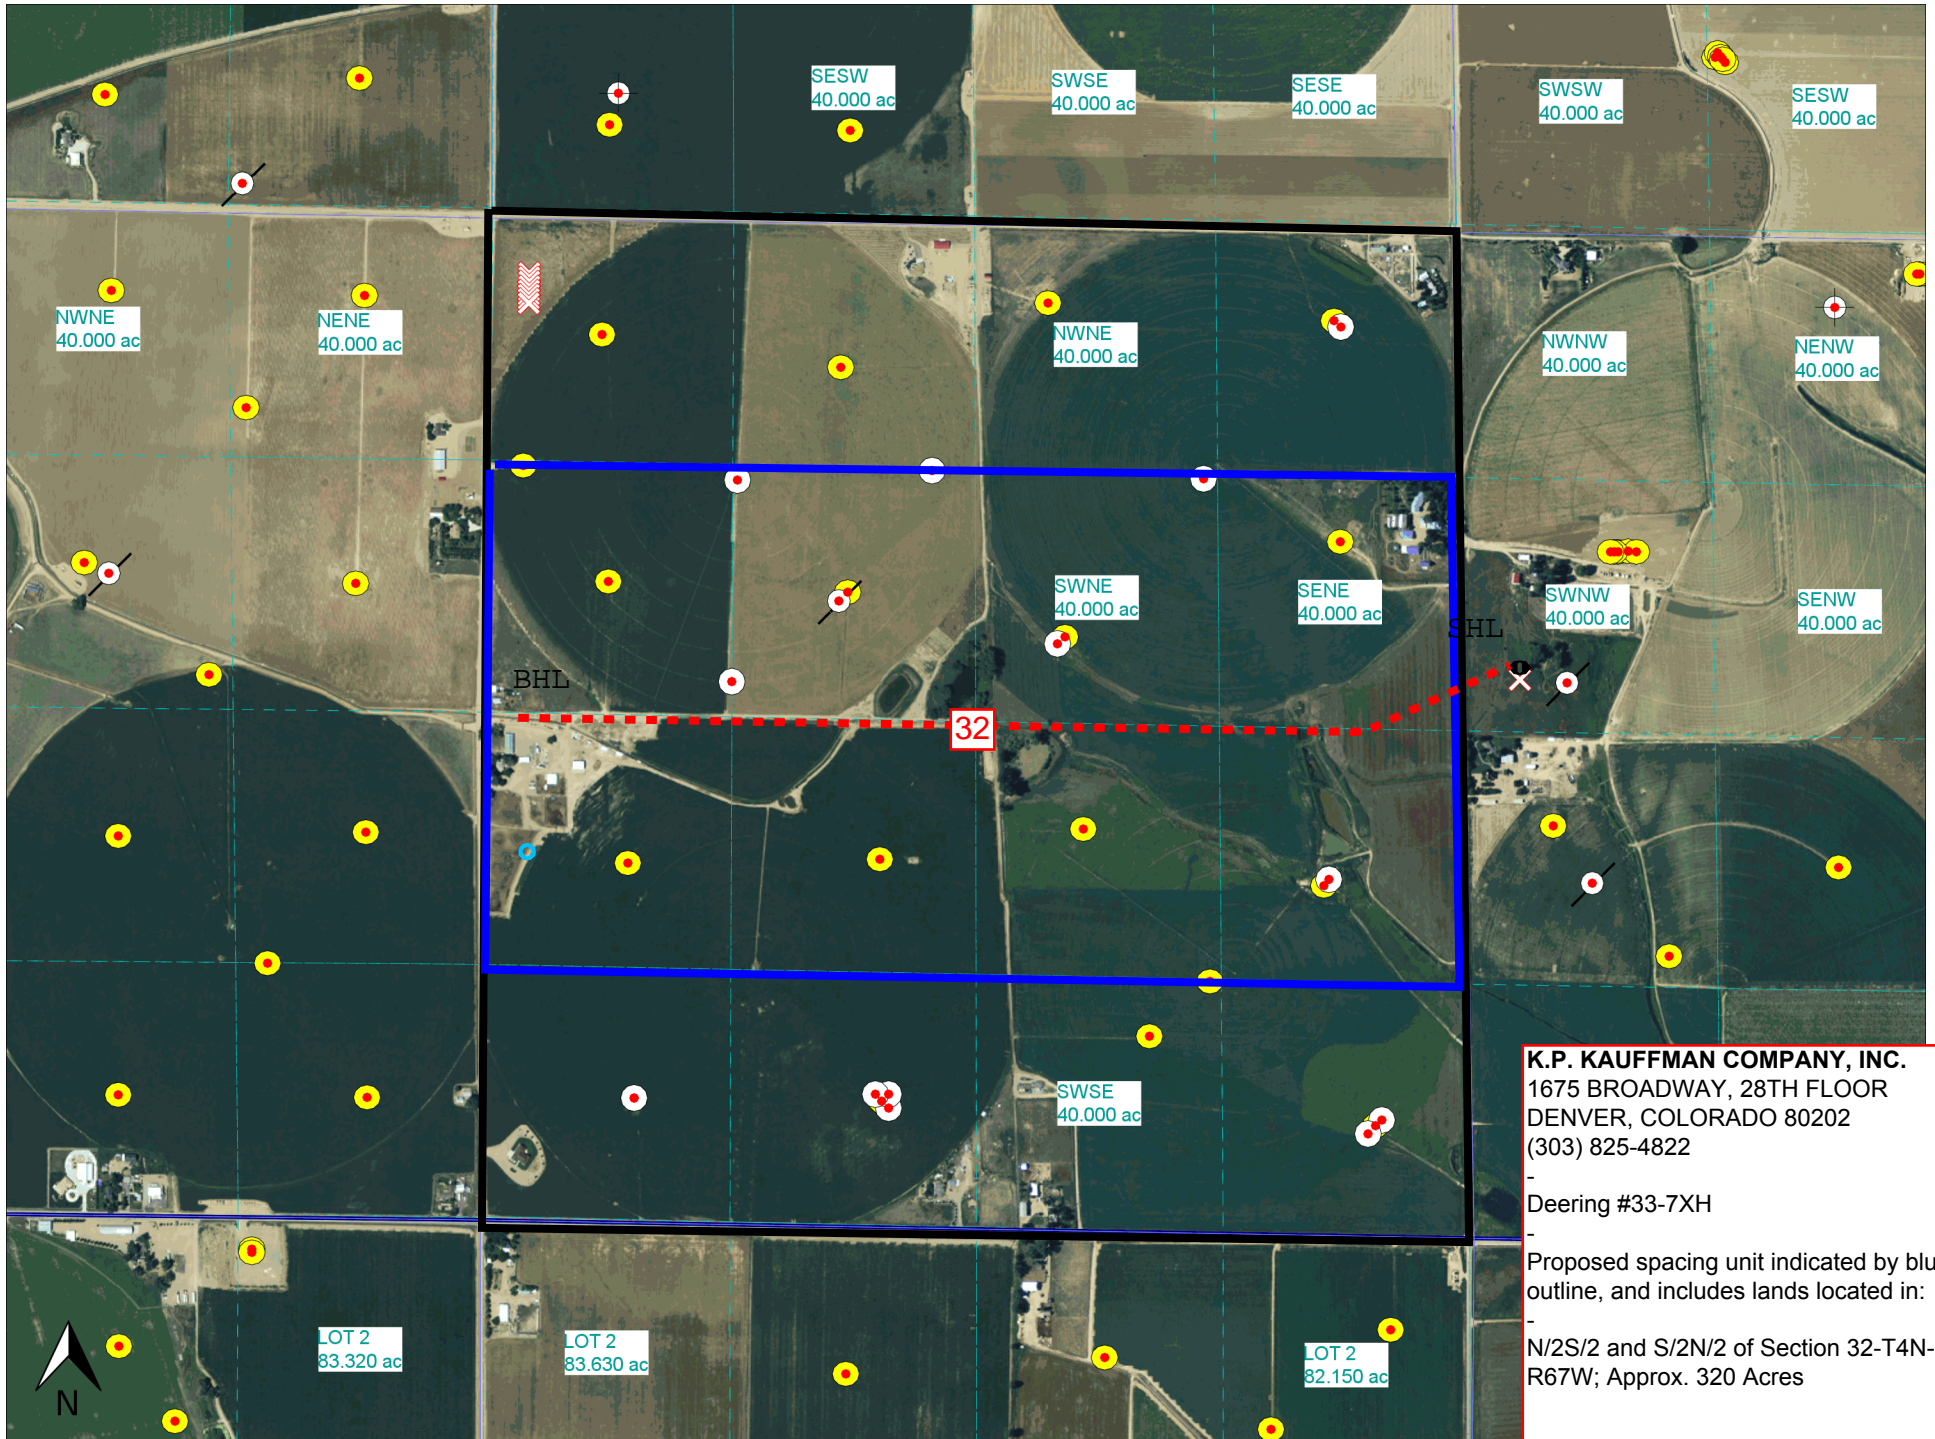 SESW
40.000 ac
SWSE
40.000 ac
SESE
40.000 ac
SWSW
40.000 ac
SESW
40.000 ac
NWNE
40.000 ac
NENE
40.000 ac
NWNE
40.000 ac
NWNW
40.000 ac
NENW
40.000 ac
SWNE
40.000 ac
SENE
40.000 ac
SWNW
40.000 ac
SENW
40.000 ac
SHL
BHL
32
SWSE
40.000 ac
K.P. KAUFFMAN COMPANY, INC.
1675 BROADWAY, 28TH FLOOR
DENVER, COLORADO 80202
(303) 825-4822
-
Deering #33-7XH
-
Proposed spacing unit indicated by blu
outline, and includes lands located in:
-
N/2S/2 and S/2N/2 of Section 32-T4N-
R67W; Approx. 320 Acres
LOT 2
83.320 ac
LOT 2
83.630 ac
LOT 2
82.150 ac
N